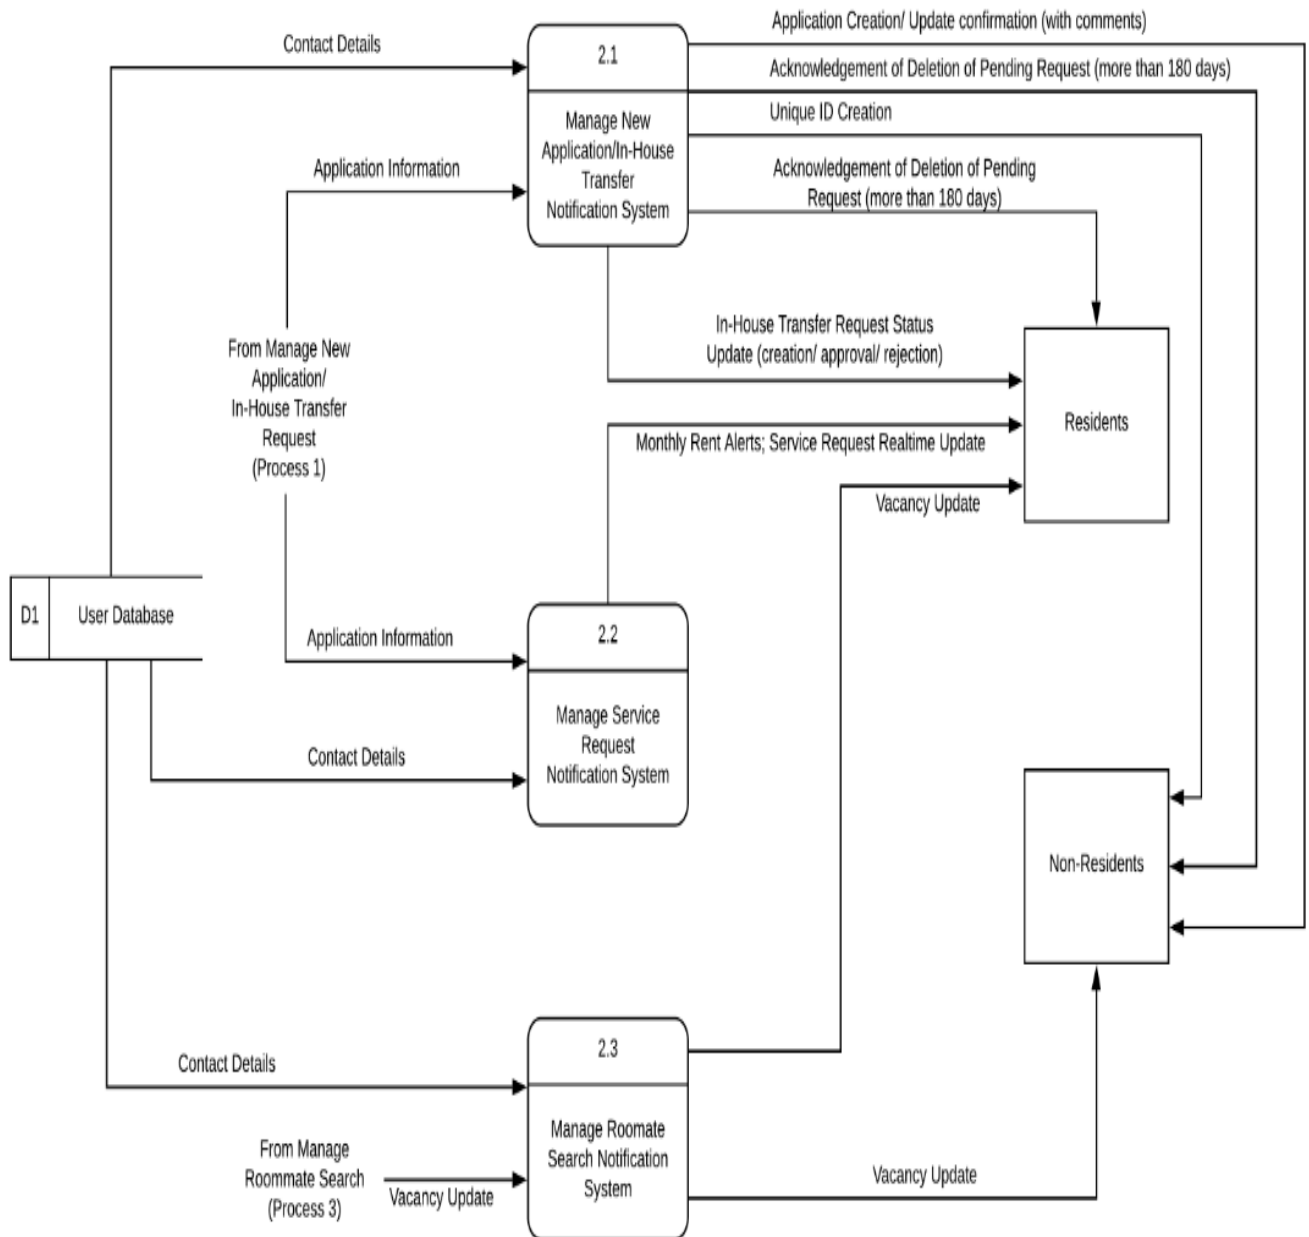 Application Creation/ Update confirmation (with comments)
Contact Details
2.1
Acknowledgement of Deletion of Pending Request (more than 180 days)
Unique ID Creation
Manage New
Application/In-House
Transfer
Notification System
Application Information
Acknowledgement of Deletion of Pending
Request (more than 180 days)
In-House Transfer Request Status
Update (creation/ approval/ rejection)
From Manage New
Application/
In-House Transfer
Request
(Process 1)
Residents
Monthly Rent Alerts; Service Request Realtime Update
Vacancy Update
D1
User Database
Application Information
2.2
Manage Service
Request
Notification System
Contact Details
Non-Residents
Contact Details
2.3
Manage Roomate
Search Notification
System
From Manage
Roommate Search
(Process 3)
Vacancy Update
Vacancy Update